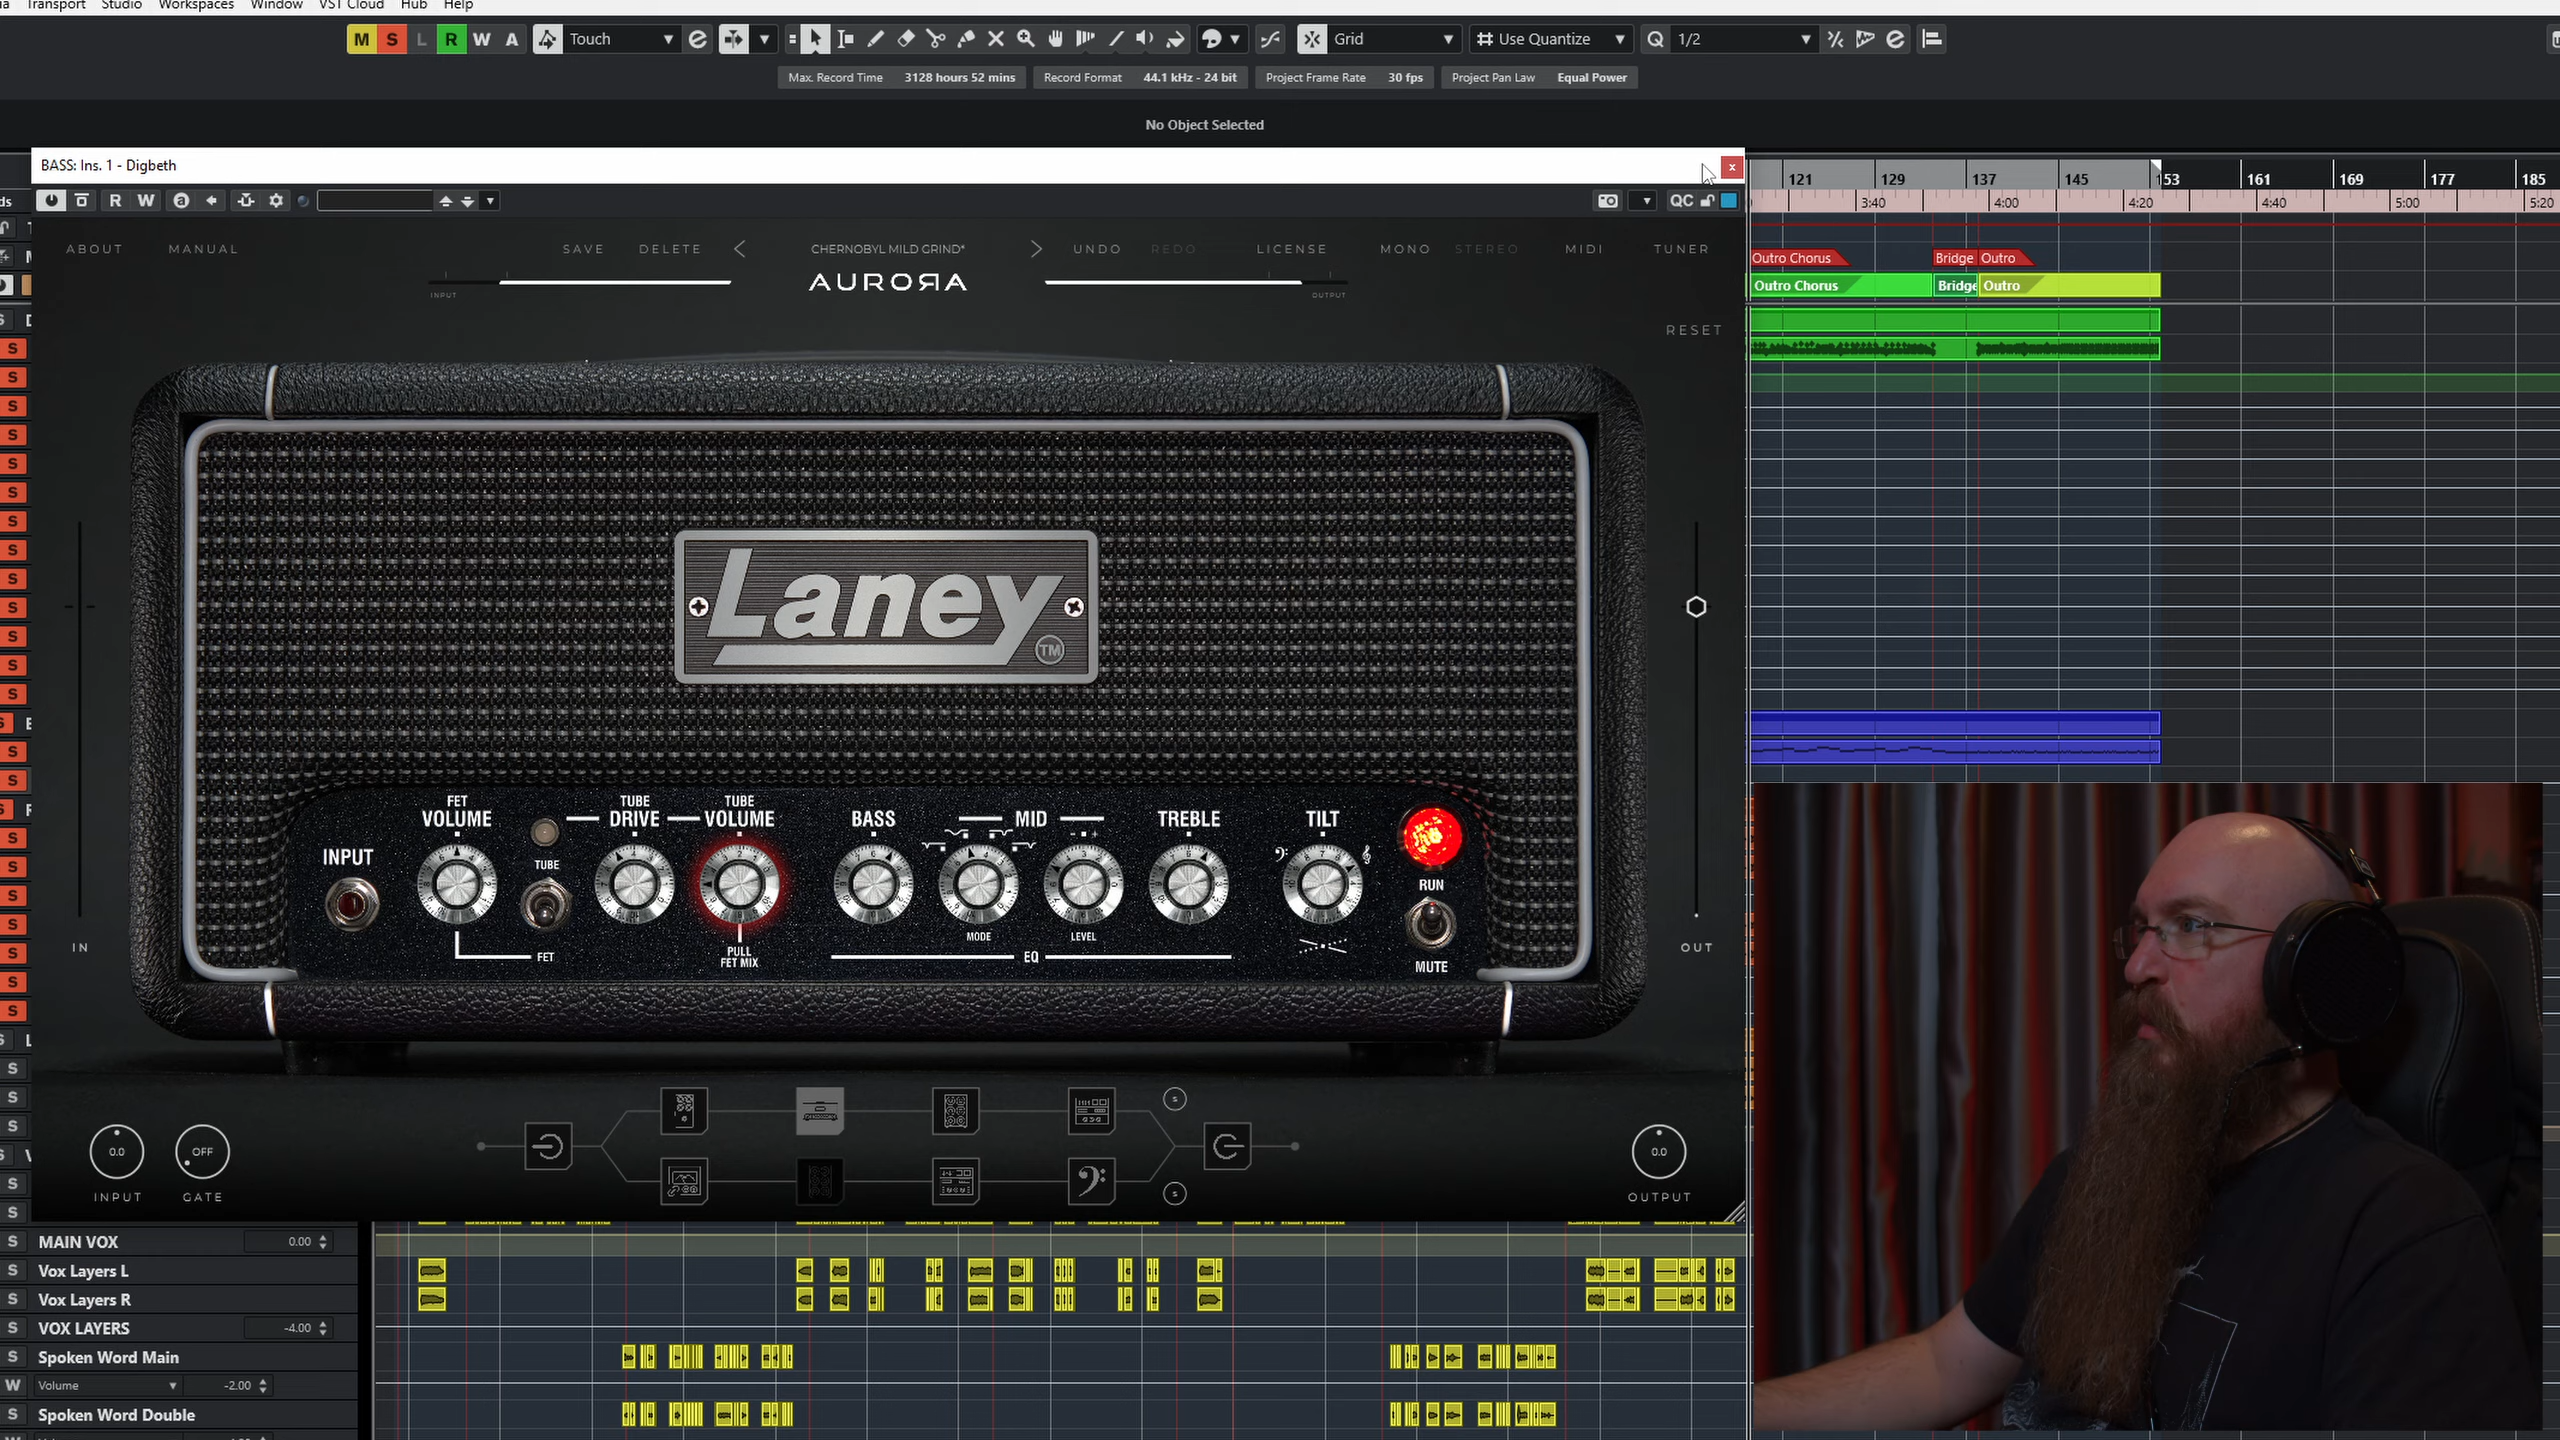 Transport Studio Workspaces Window VST Cloud Hub Help
M S L R W A Touch Grid Use Quantize Q 1/2
Max. Record Time 3128 hours 52 mins Record Format 44.1 kHz - 24 bit Project Frame Rate 30 fps Project Pan Law Equal Power
No Object Selected
BASS: Ins. 1 - Digbeth
R W a QC
121 129 137 145 153 161 169 177 185
3:40 4:00 4:20 4:40 5:00 5:20
ABOUT MANUAL SAVE DELETE CHERNOBYL MILD GRIND* UNDO REDO LICENSE MONO STEREO MIDI TUNER
AURORA
INPUT OUTPUT
RESET
Outro Chorus Bridge Outro
Outro Chorus Bridge Outro
Laney
TM
FET VOLUME
TUBE DRIVE
TUBE VOLUME
BASS MID TREBLE TILT
INPUT
TUBE
FET
PULL FET MIX
MODE LEVEL
EQ
RUN
MUTE
IN OUT
0.0 OFF 0.0
INPUT GATE OUTPUT
S S
S MAIN VOX 0.00
S Vox Layers L
S Vox Layers R
S VOX LAYERS -4.00
S Spoken Word Main
W Volume -2.00
S Spoken Word Double